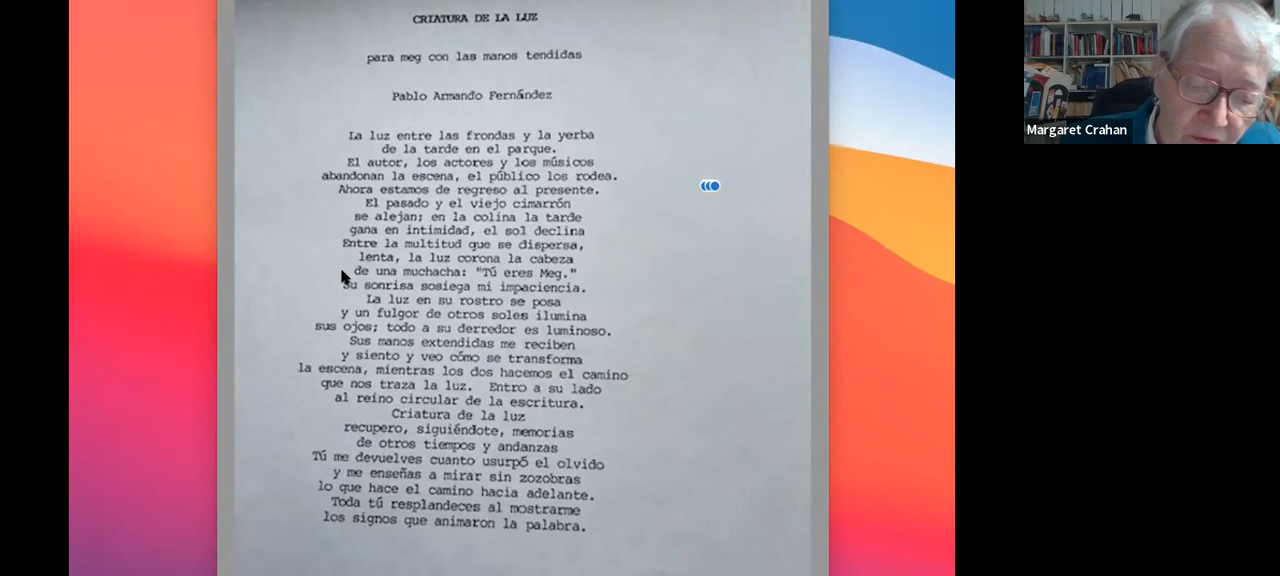 CRIATURA DE LA LUZ
para meg con las manos tendidas
Pablo Armando Fernández
La luz entre las frondas y la yerba
de la tarde en el parque.
El autor, los actores y los músicos
abandonan la escena, el público los rodea.
Ahora estamos de regreso al presente.
El pasado y el viejo cimarrón
se alejan; en la colina la tarde
gana en intimidad, el sol declina
Entre la multitud que se dispersa,
lenta, la luz corona la cabeza
de una muchacha: "Tú eres Meg."
Su sonrisa sosiega mi impaciencia.
La luz en su rostro se posa
y un fulgor de otros soles ilumina
sus ojos; todo a su derredor es luminoso.
Sus manos extendidas me reciben
y siento y veo cómo se transforma
la escena, mientras los dos hacemos el camino
que nos traza la luz. Entro a su lado
al reino circular de la escritura.
Criatura de la luz
recupero, siguiéndote, memorias
de otros tiempos y andanzas
Tú me devuelves cuanto usurpó el olvido
y me enseñas a mirar sin zozobras
lo que hace el camino hacia adelante.
Toda tú resplandeces al mostrarme
los signos que animaron la palabra.
Margaret Crahan